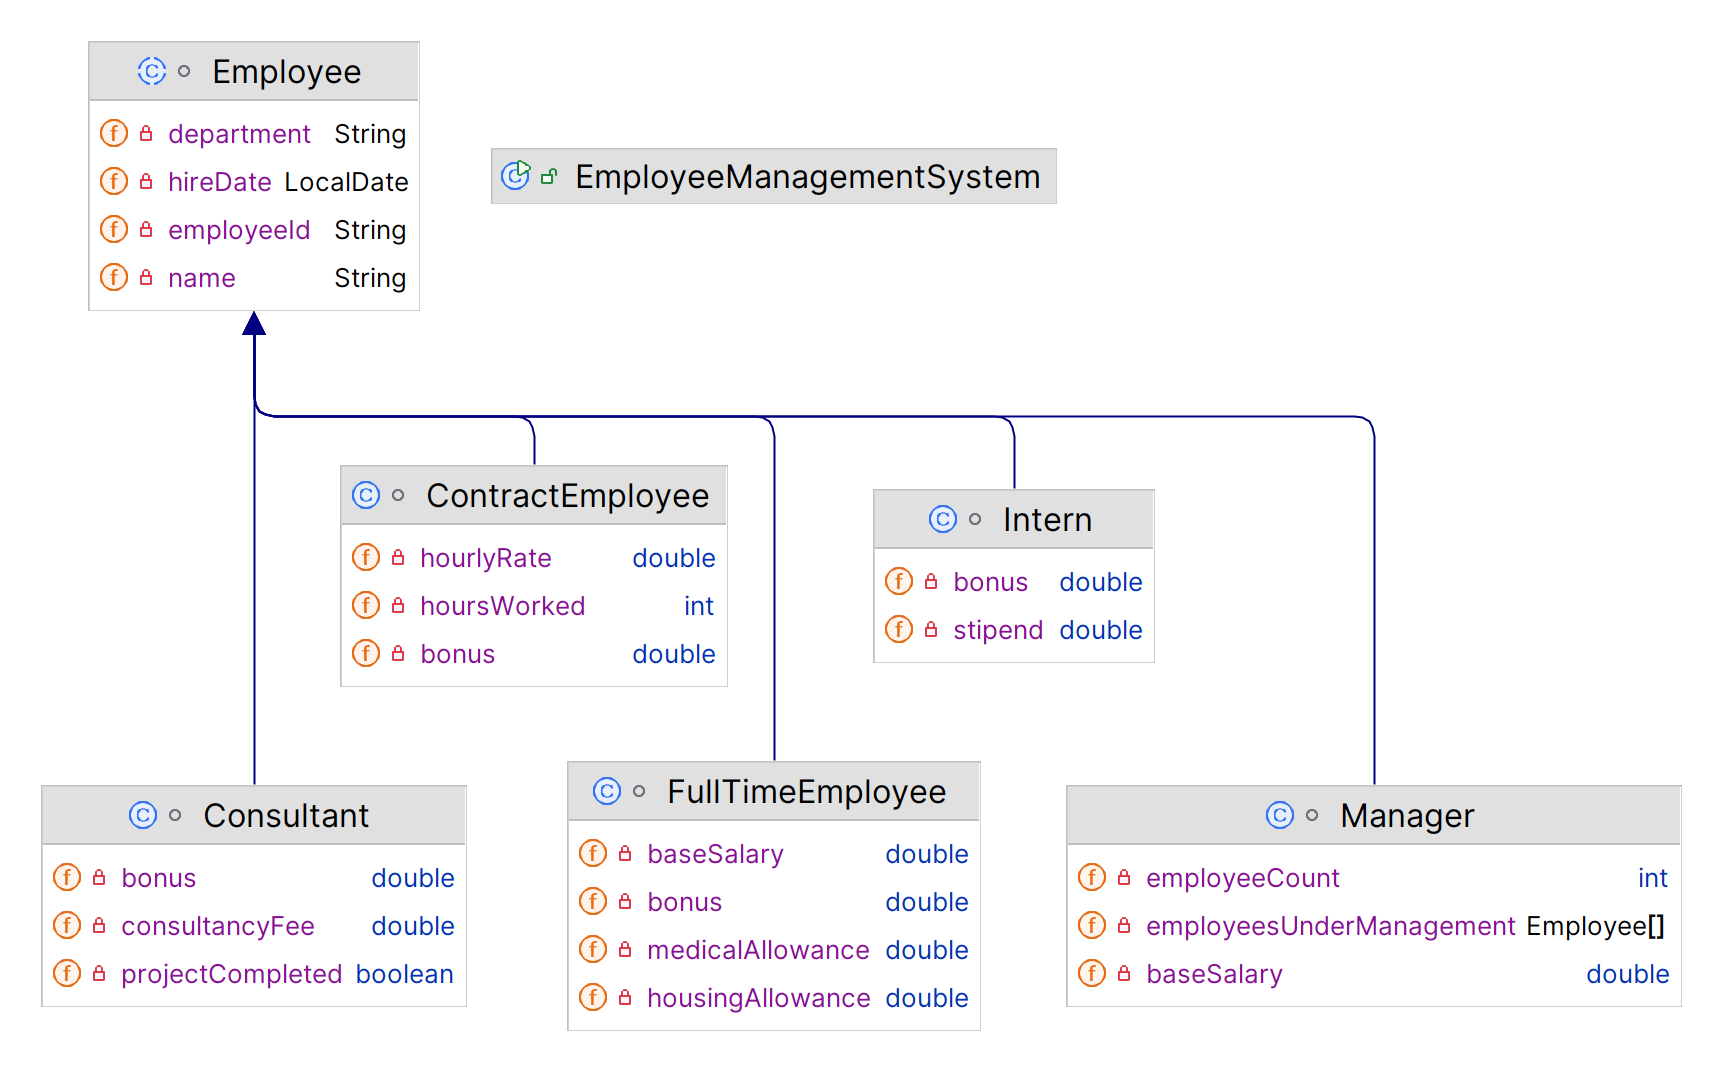 Employee
department String
hireDate LocalDate
employeeId String
name String
EmployeeManagementSystem
ContractEmployee
hourlyRate double
hoursWorked int
bonus double
Intern
bonus double
stipend double
Consultant
bonus double
consultancyFee double
projectCompleted boolean
FullTimeEmployee
baseSalary double
bonus double
medicalAllowance double
housingAllowance double
Manager
employeeCount int
employeesUnderManagement Employee[]
baseSalary double